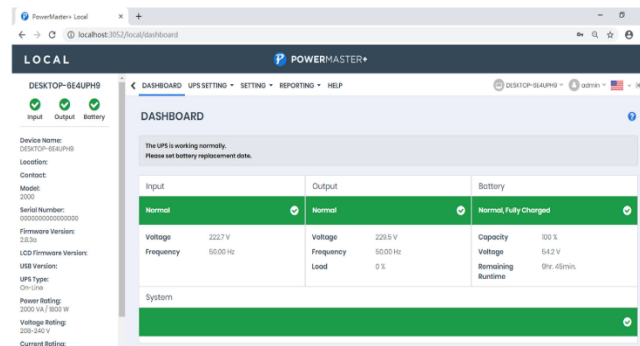 PowerMaster+ Local
localhost:3052/local/dashboard
LOCAL
POWERMASTER+
DESKTOP-6E4UPH9
Input Output Battery
Device Name:
DESKTOP-6E4UPH9
Location:
Contact:
Model:
2000
Serial Number:
Firmware Version:
2.8.3a
LCD Firmware Version:
USB Version:
UPS Type:
On-Line
Power Rating:
2000 VA / 1800 W
Voltage Rating:
208-240 V
Current Rating:
DASHBOARD UPS SETTING SETTING REPORTING HELP
DESKTOP-6E4UPH9 admin
DASHBOARD
The UPS is working normally.
Please set battery replacement date.
Input
Normal
Voltage 222.7 V
Frequency 50.00 Hz
Output
Normal
Voltage 229.5 V
Frequency 50.00 Hz
Load 0 %
Battery
Normal, Fully Charged
Capacity 100 %
Voltage 54.2 V
Remaining Runtime 9hr. 45min.
System